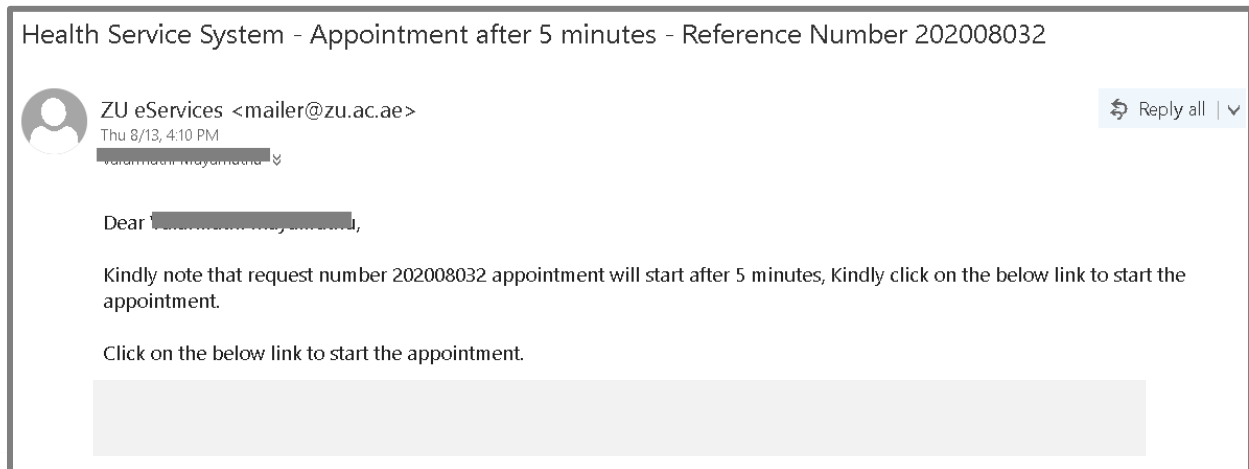 Health Service System - Appointment after 5 minutes - Reference Number 202008032
ZU eServices <mailer@zu.ac.ae>
Reply all
Thu 8/13, 4:10 PM
Dear ,
Kindly note that request number 202008032 appointment will start after 5 minutes, Kindly click on the below link to start the
appointment.
Click on the below link to start the appointment.